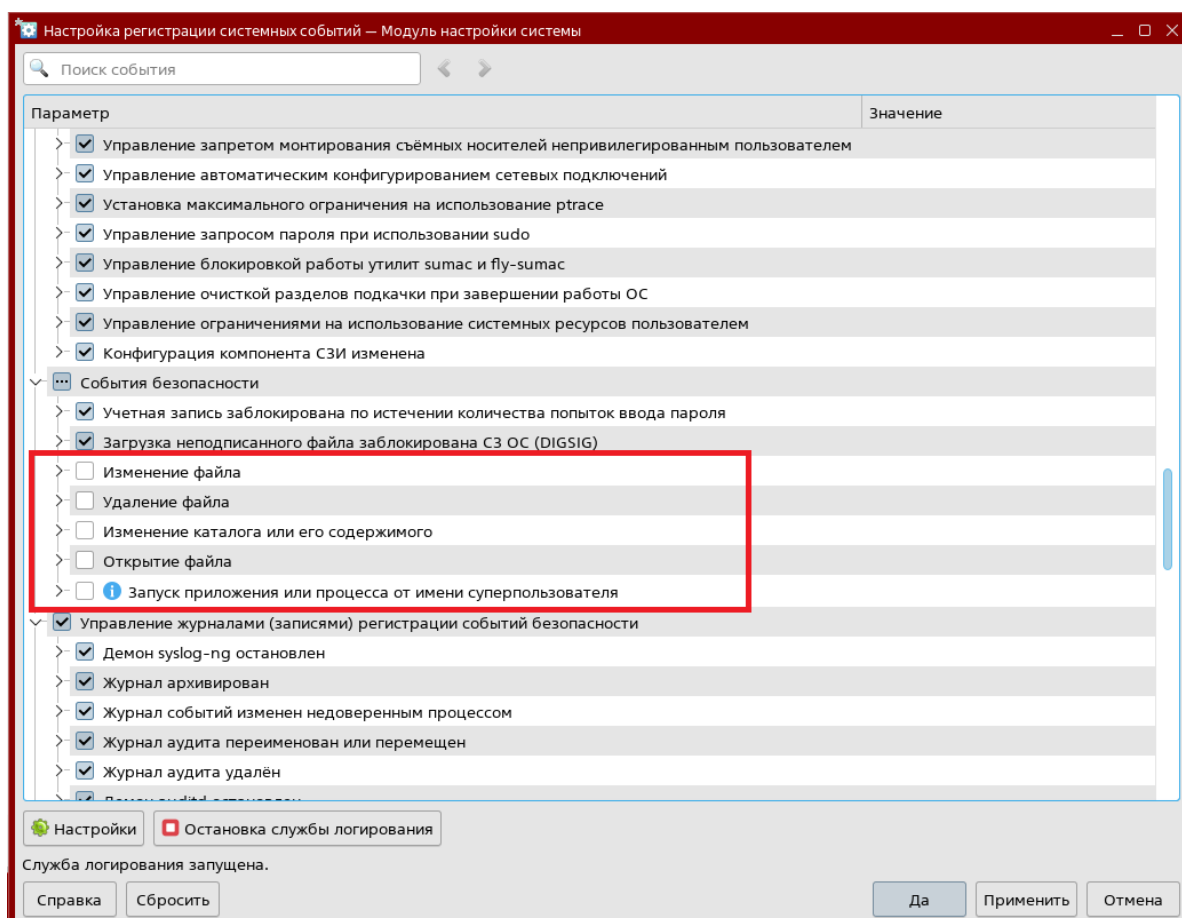 Настройка регистрации системных событий — Модуль настройки системы
Поиск события
Параметр Значение
Управление запретом монтирования съёмных носителей непривилегированным пользователем
Управление автоматическим конфигурированием сетевых подключений
Установка максимального ограничения на использование ptrace
Управление запросом пароля при использовании sudo
Управление блокировкой работы утилит sumac и fly-sumac
Управление очисткой разделов подкачки при завершении работы ОС
Управление ограничениями на использование системных ресурсов пользователем
Конфигурация компонента СЗИ изменена
События безопасности
Учетная запись заблокирована по истечении количества попыток ввода пароля
Загрузка неподписанного файла заблокирована СЗ ОС (DIGSIG)
Изменение файла
Удаление файла
Изменение каталога или его содержимого
Открытие файла
Запуск приложения или процесса от имени суперпользователя
Управление журналами (записями) регистрации событий безопасности
Демон syslog-ng остановлен
Журнал архивирован
Журнал событий изменен недоверенным процессом
Журнал аудита переименован или перемещен
Журнал аудита удалён
Демон auditd остановлен
Настройки Остановка службы логирования
Служба логирования запущена.
Справка Сбросить Да Применить Отмена